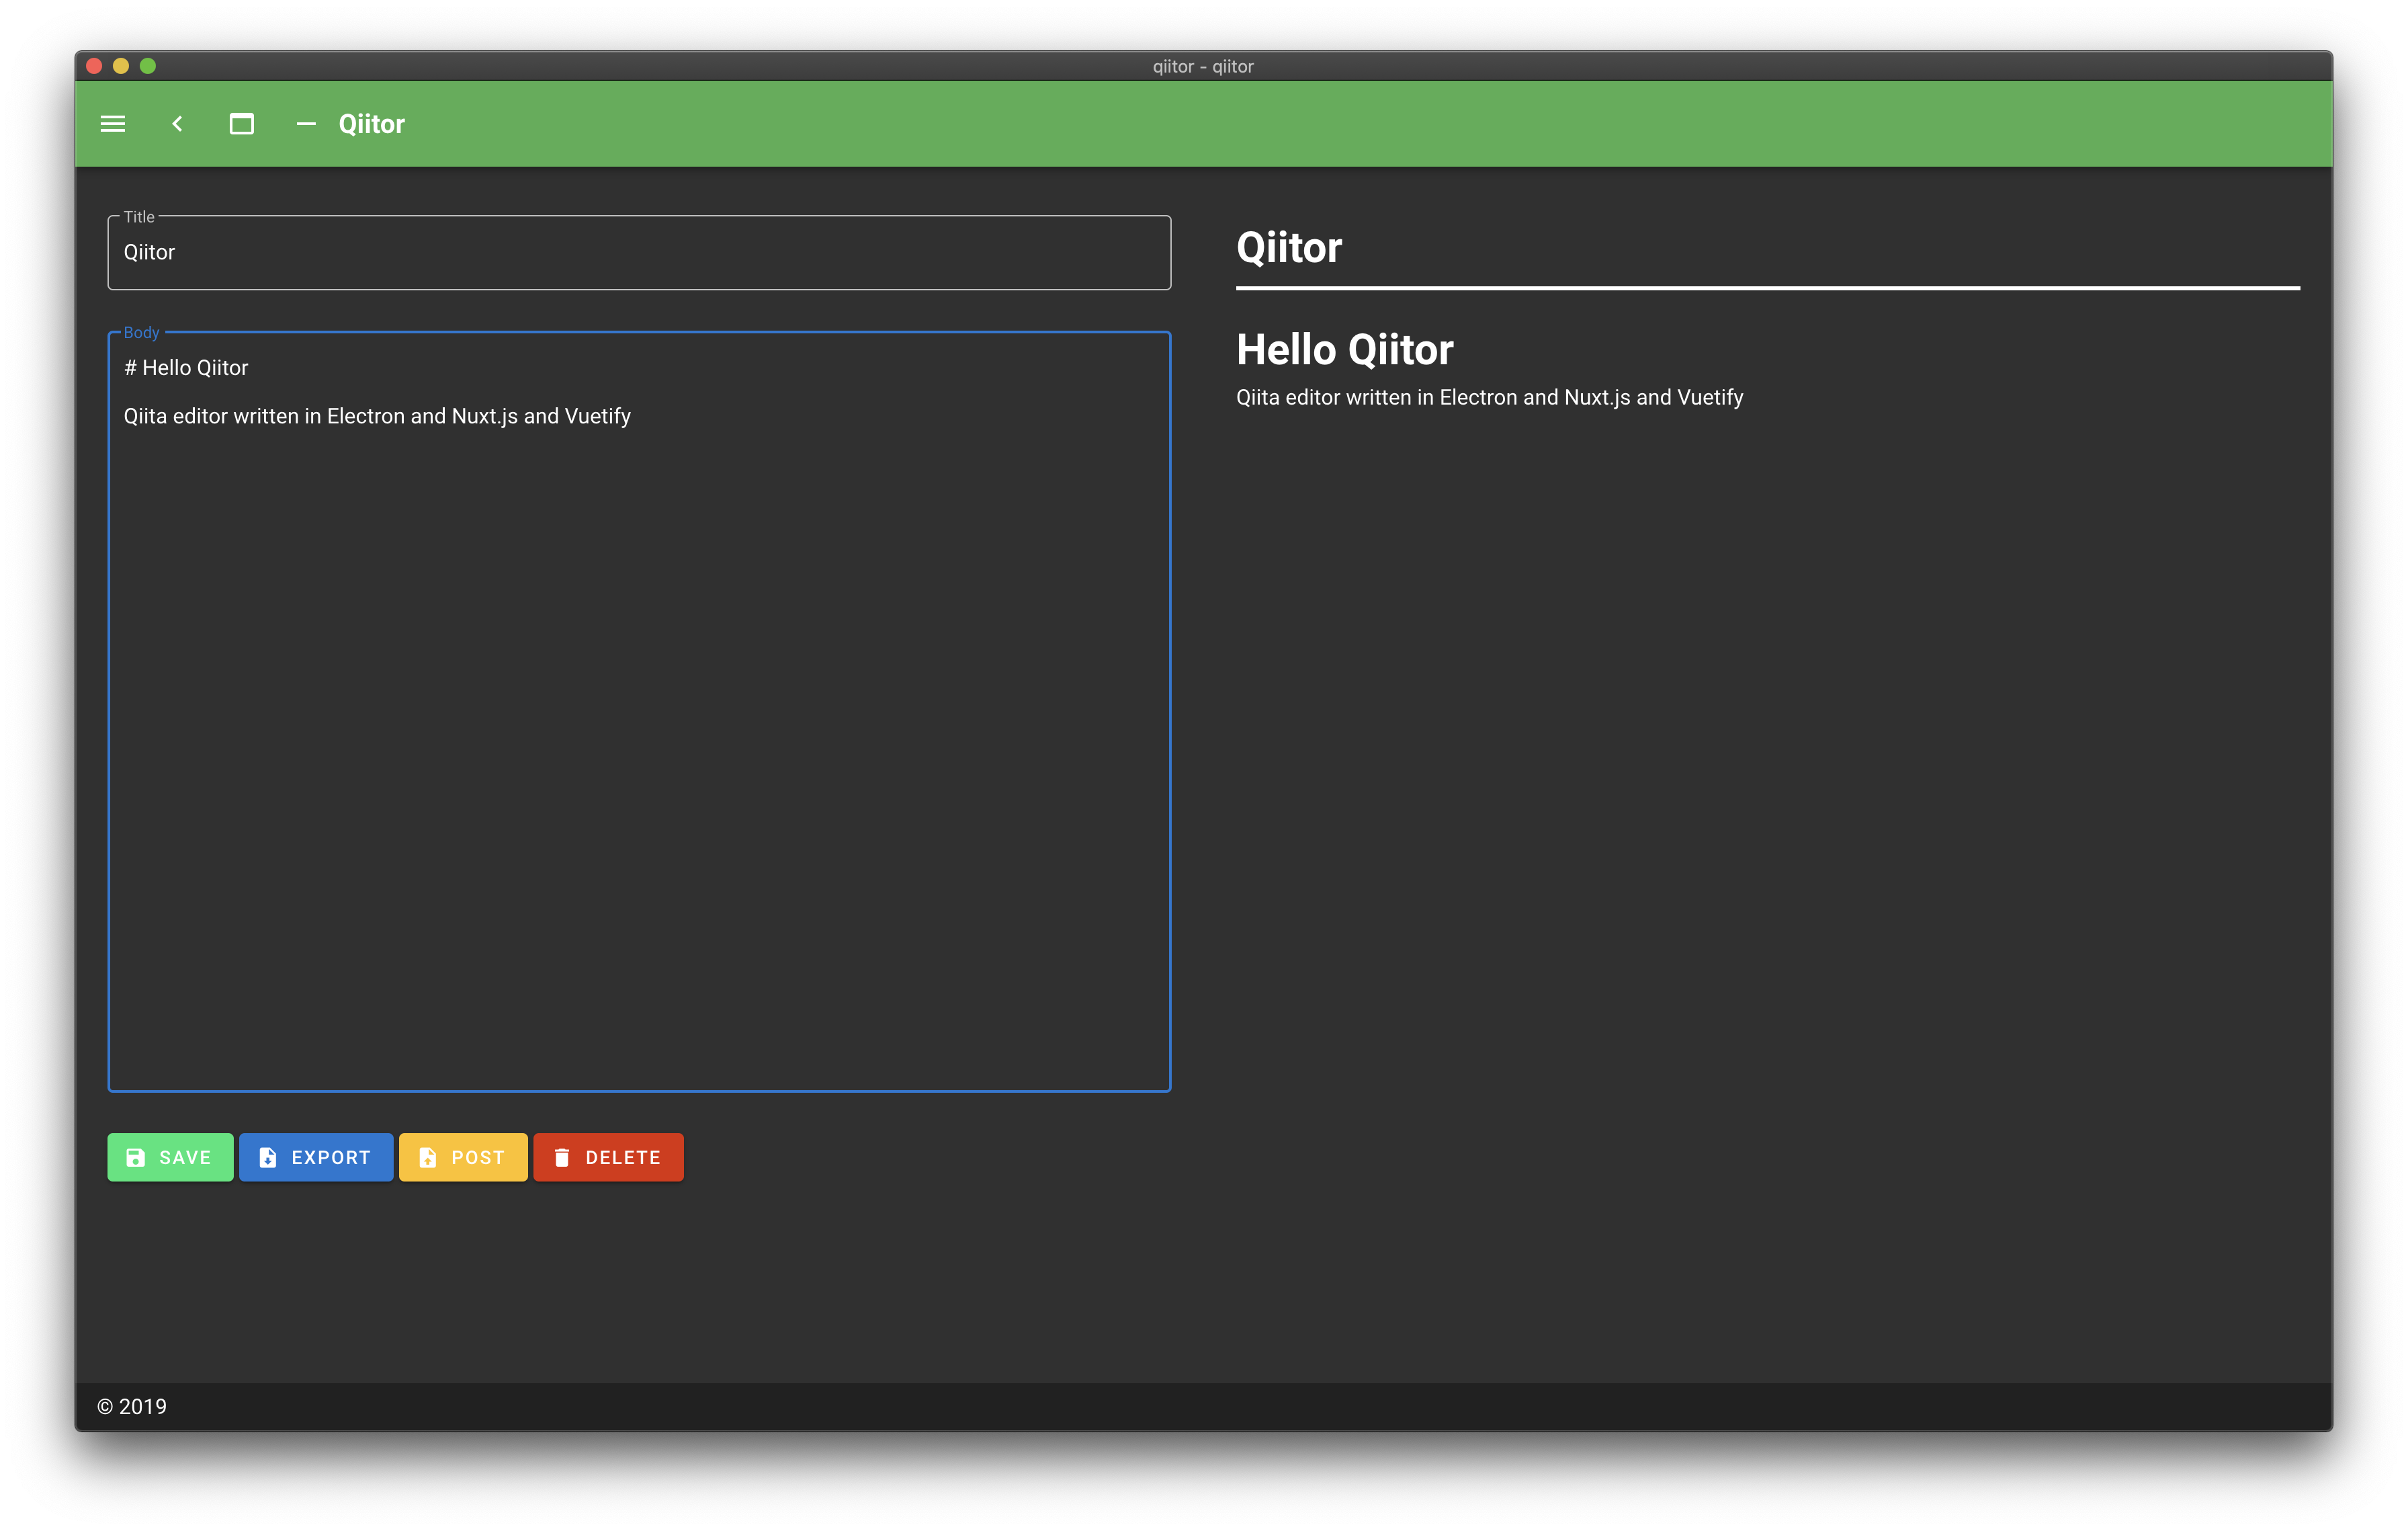 qiitor - qiitor
Qiitor
Title
Qiitor
Body
# Hello Qiitor
Qiita editor written in Electron and Nuxt.js and Vuetify
SAVE
EXPORT
POST
DELETE
Qiitor
Hello Qiitor
Qiita editor written in Electron and Nuxt.js and Vuetify
© 2019